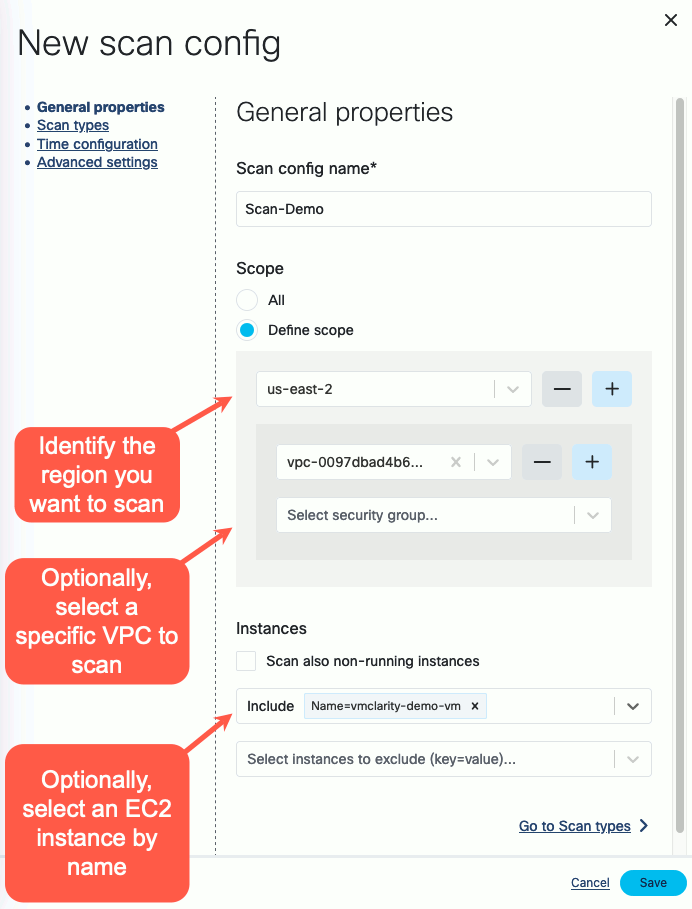 New scan config
General properties
Scan types
Time configuration
Advanced settings
General properties
Scan config name*
Scan-Demo
Scope
All
Define scope
us-east-2
vpc-0097dbad4b6...
Select security group...
Identify the
region you
want to scan
Optionally,
select a
specific VPC to
scan
Instances
Scan also non-running instances
Include Name=vmclarity-demo-vm
Select instances to exclude (key=value)...
Optionally,
select an EC2
instance by
name
Go to Scan types
Cancel Save